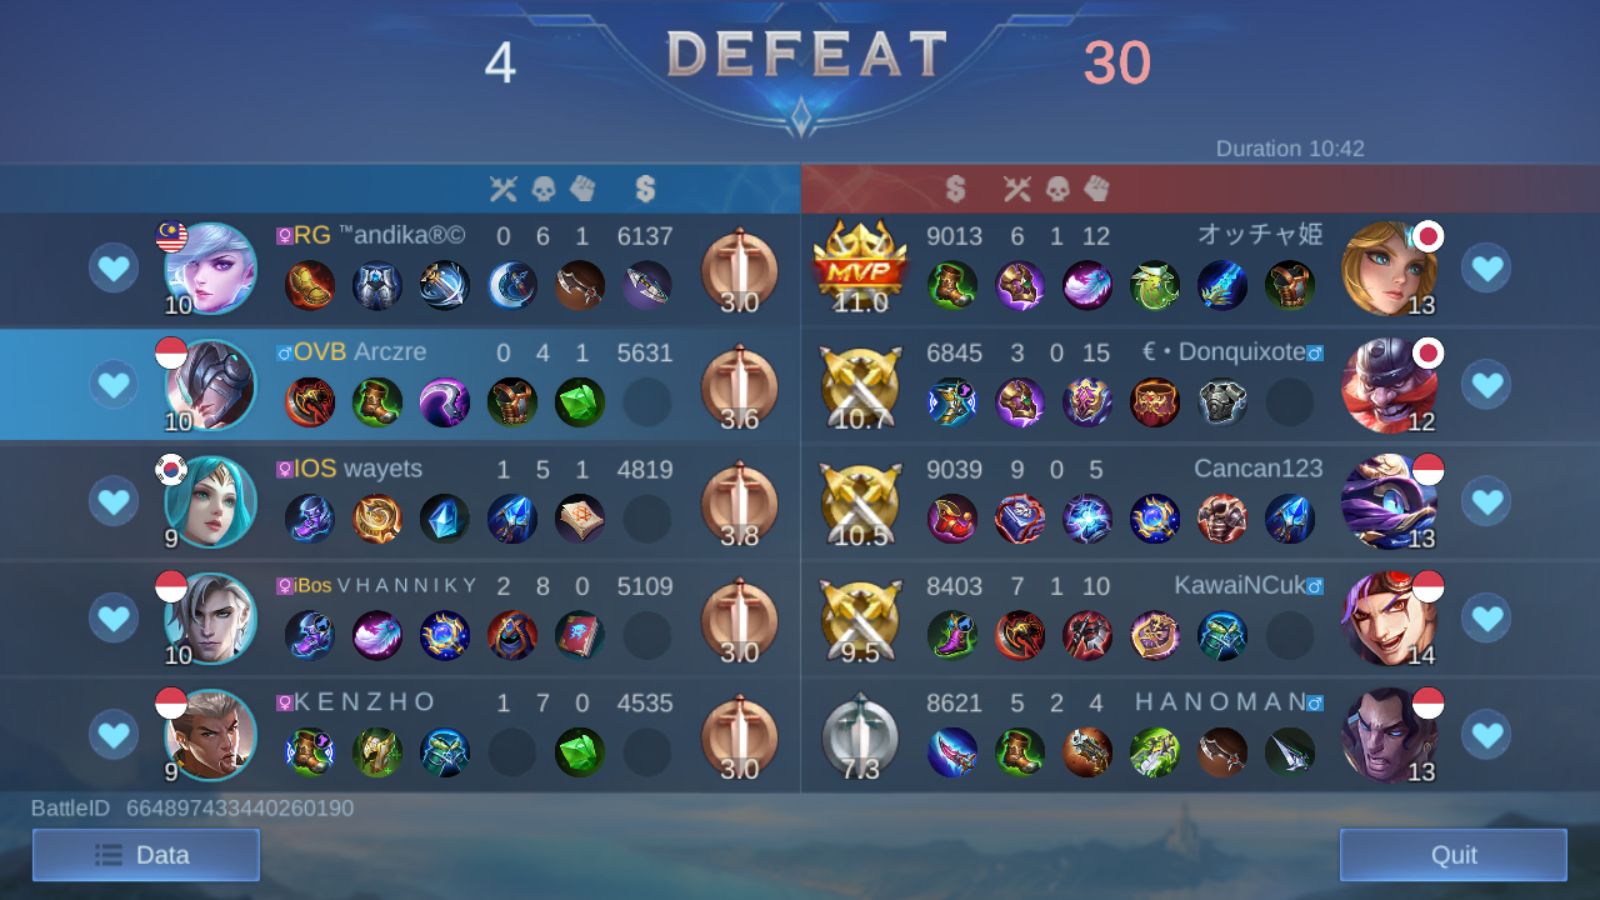 4 DEFEAT 30
Duration 10:42
RG ™andika®© 0 6 1 6137
10 3.0
MVP 11.0 9013 6 1 12 オッチャ姫 13
OVB Arczre 0 4 1 5631
10 3.6
10.7 6845 3 0 15 € • Donquixote 12
IOS wayets 1 5 1 4819
9 3.8
10.5 9039 9 0 5 Cancan123 13
iBos V H A N N I K Y 2 8 0 5109
10 3.0
9.5 8403 7 1 10 KawaiNCuk 14
K E N Z H O 1 7 0 4535
9 3.0
7.3 8621 5 2 4 H A N O M A N 13
BattleID 664897433440260190
Data Quit